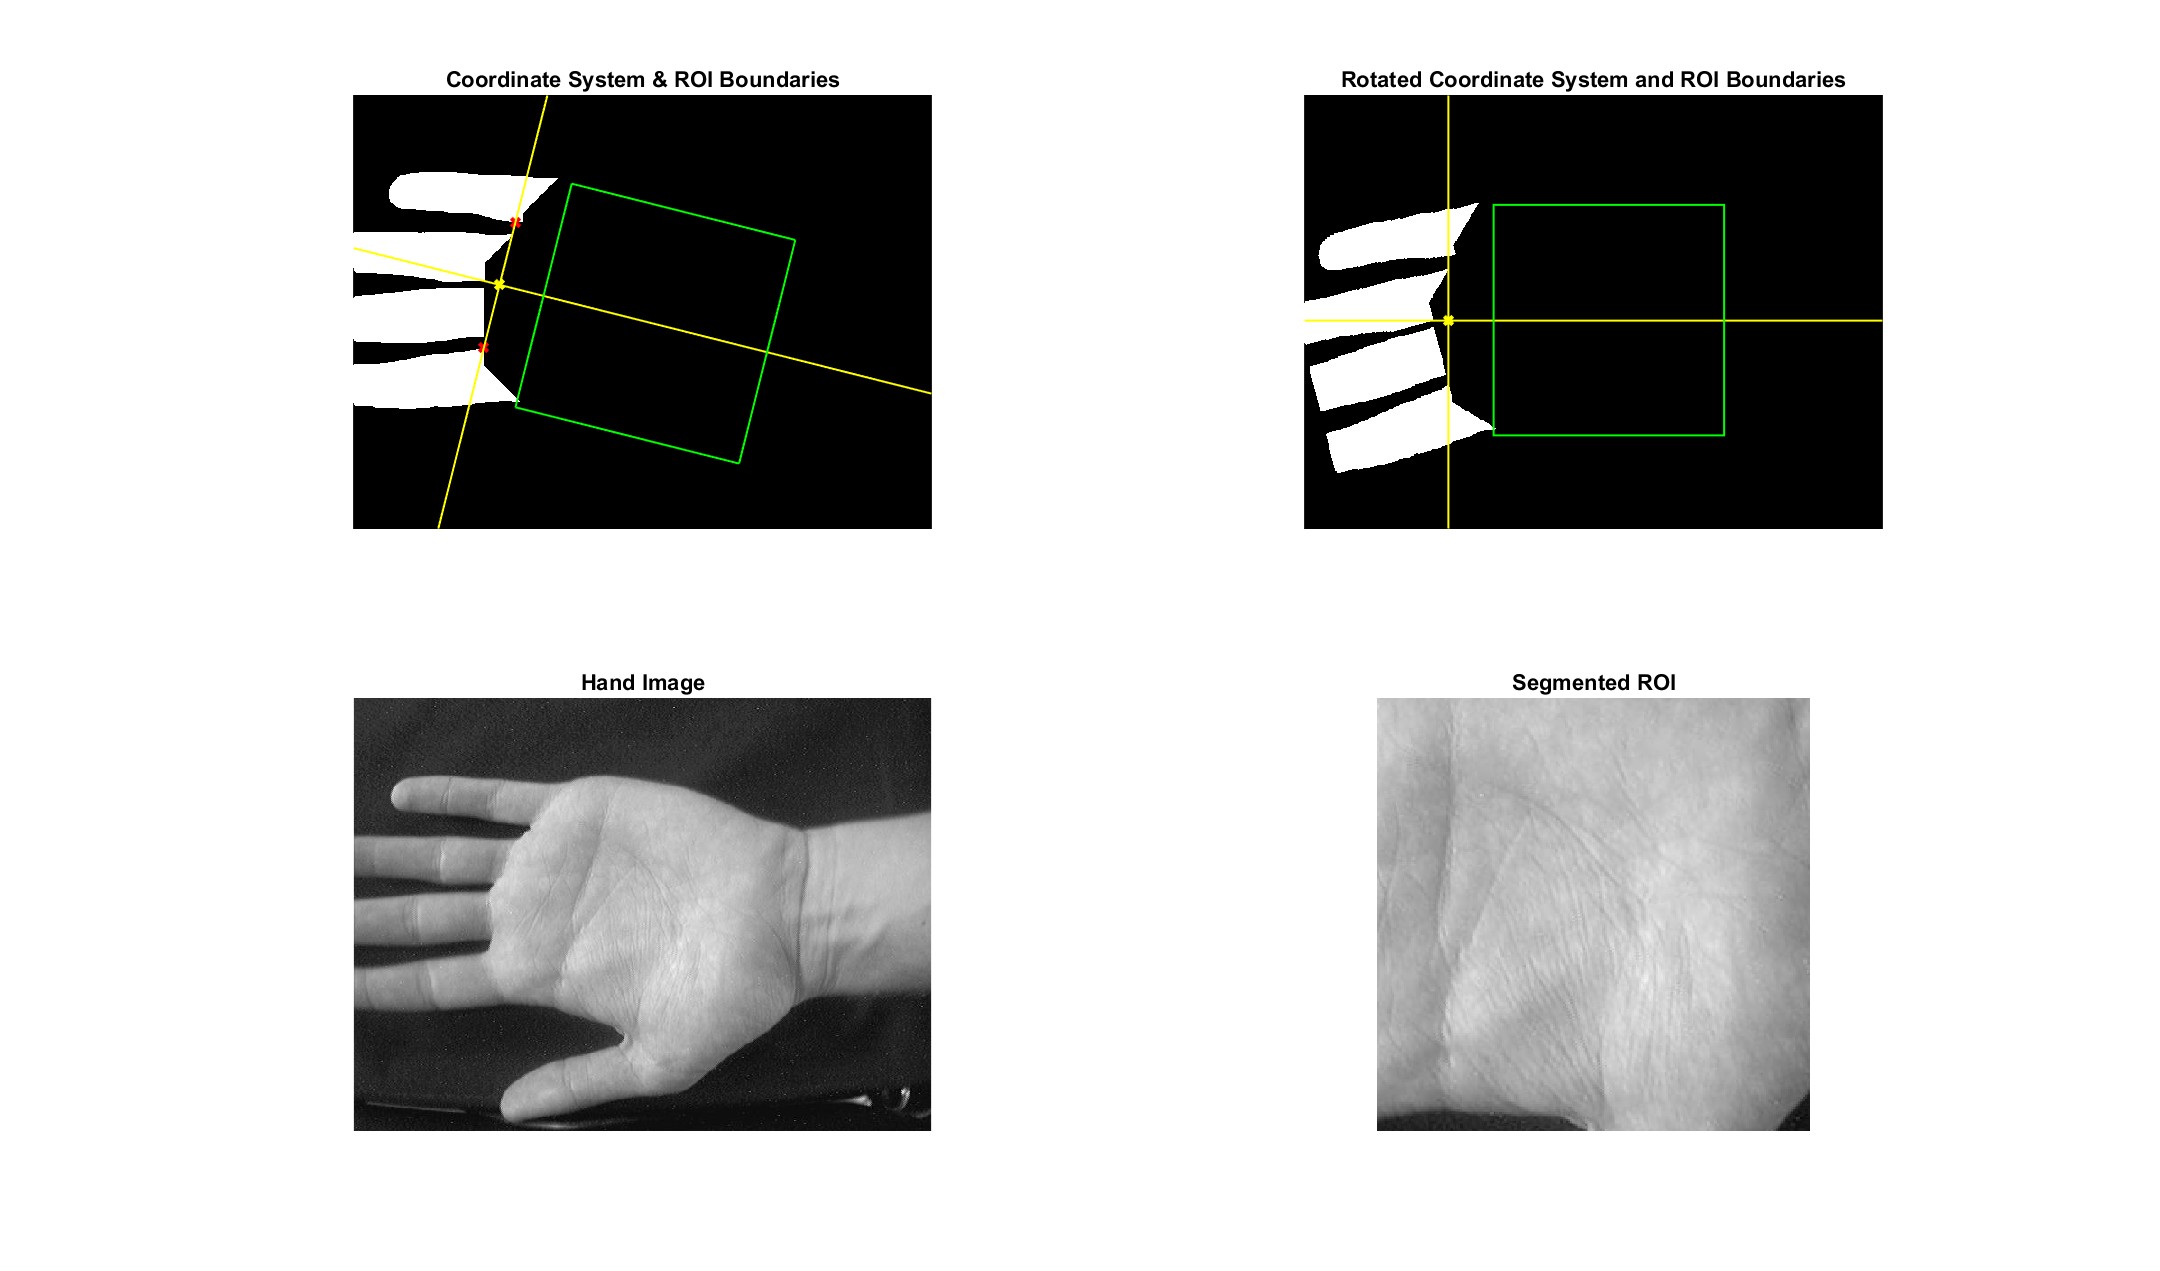 Coordinate System & ROI Boundaries
Rotated Coordinate System and ROI Boundaries
Hand Image
Segmented ROI